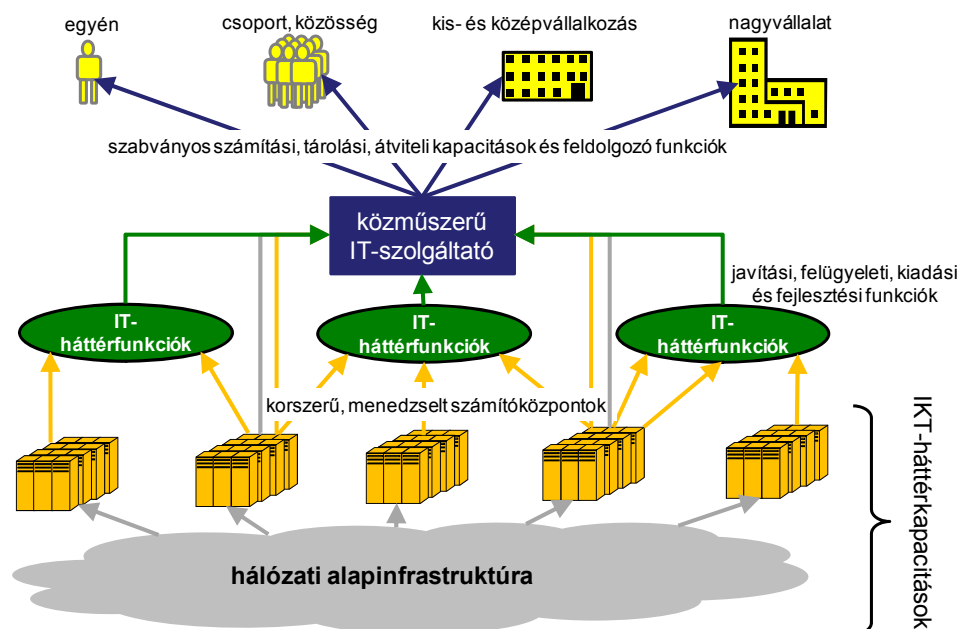 egyén
csoport, közösség
kis- és középvállalkozás
nagyvállalat
szabványos számítási, tárolási, átviteli kapacitások és feldolgozó funkciók
közműszerű
IT-szolgáltató
javítási, felügyeleti, kiadási
és fejlesztési funkciók
IT-
háttérfunkciók
IT-
háttérfunkciók
IT-
háttérfunkciók
korszerű, menedzselt számítóközpontok
IKT-háttérkapacitások
hálózati alapinfrastruktúra